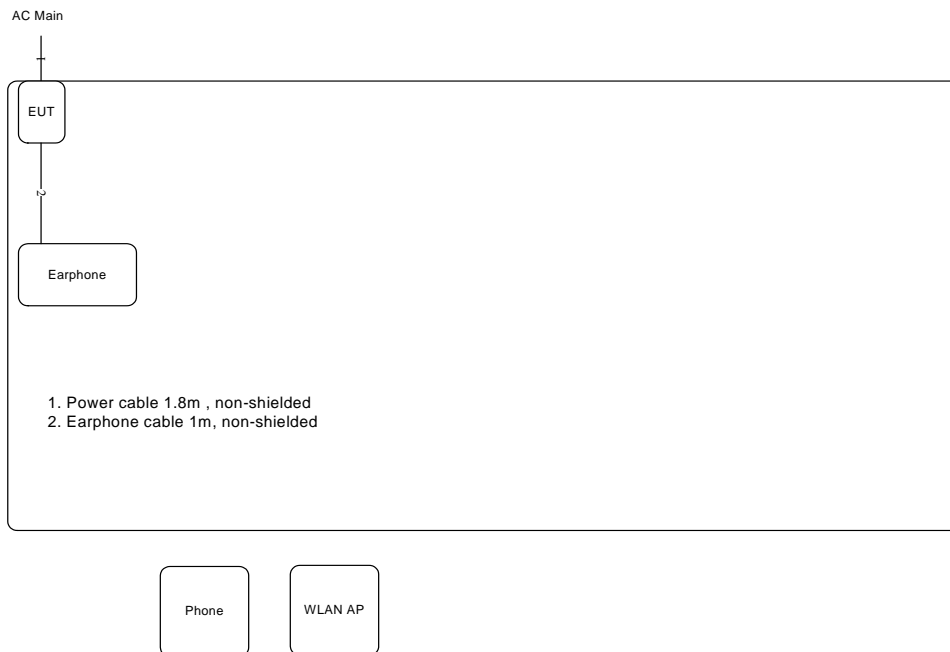 AC Main
1
EUT
2
Earphone
1. Power cable 1.8m , non-shielded
2. Earphone cable 1m, non-shielded
Phone
WLAN AP